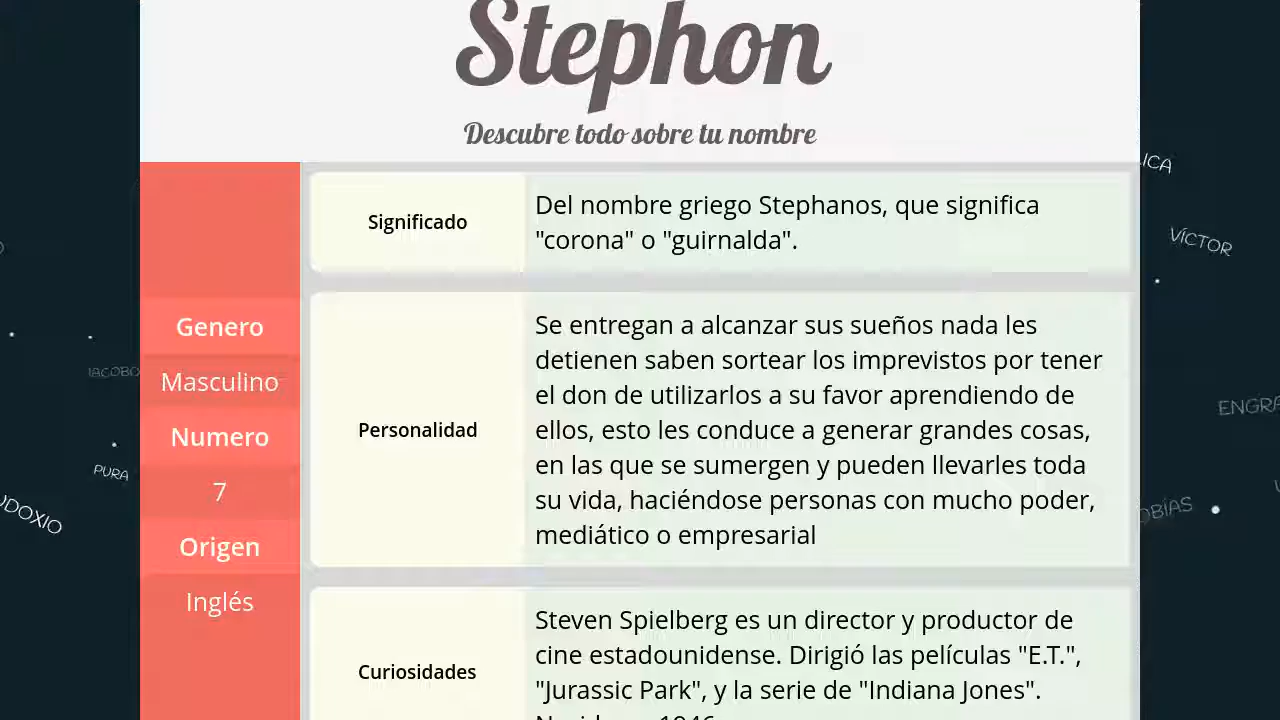 Stephon
Descubre todo sobre tu nombre
Significado
Del nombre griego Stephanos, que significa
"corona" o "guirnalda".
Genero
Masculino
Numero
7
Origen
Inglés
Personalidad
Se entregan a alcanzar sus sueños nada les
detienen saben sortear los imprevistos por tener
el don de utilizarlos a su favor aprendiendo de
ellos, esto les conduce a generar grandes cosas,
en las que se sumergen y pueden llevarles toda
su vida, haciéndose personas con mucho poder,
mediático o empresarial
Curiosidades
Steven Spielberg es un director y productor de
cine estadounidense. Dirigió las películas "E.T.",
"Jurassic Park", y la serie de "Indiana Jones".
VÍCTOR
PURA